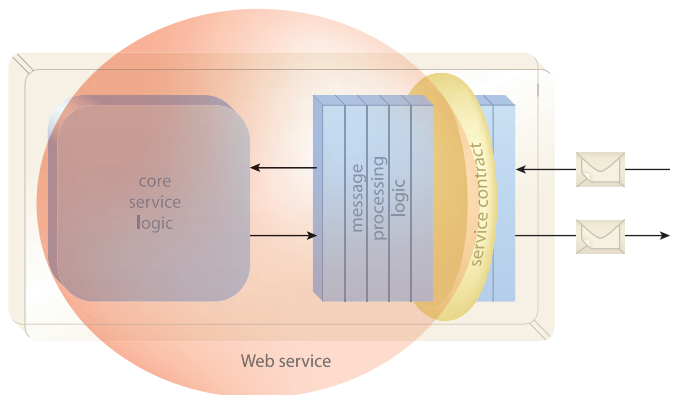 core
service
logic
message
processing
logic
service contract
Web service